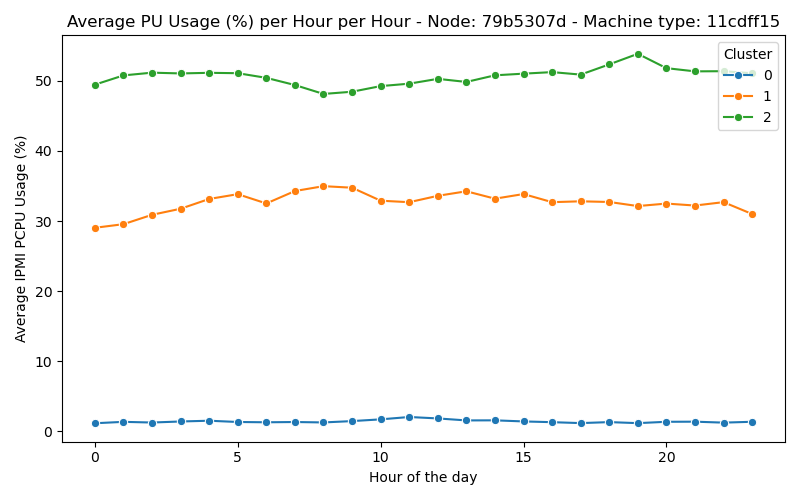 Average PU Usage (%) per Hour per Hour - Node: 79b5307d - Machine type: 11cdff15
Cluster
0
1
2
50
40
30
20
10
0
Average IPMI PCPU Usage (%)
0 5 10 15 20
Hour of the day